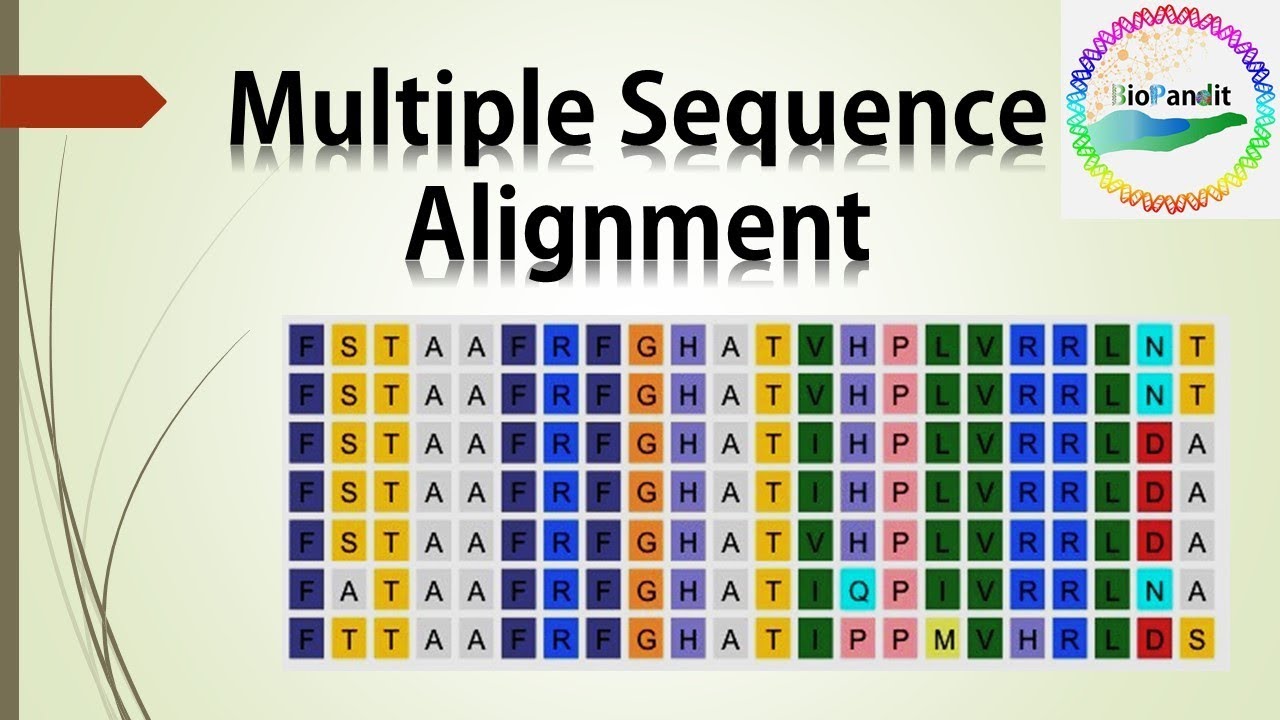 Multiple Sequence
Alignment
BioPandit
F S T A A F R F G H A T V H P L V R R L N T
F S T A A F R F G H A T V H P L V R R L N T
F S T A A F R F G H A T I H P L V R R L D A
F S T A A F R F G H A T I H P L V R R L D A
F S T A A F R F G H A T V H P L V R R L D A
F A T A A F R F G H A T I Q P I V R R L N A
F T T A A F R F G H A T I P P M V H R L D S